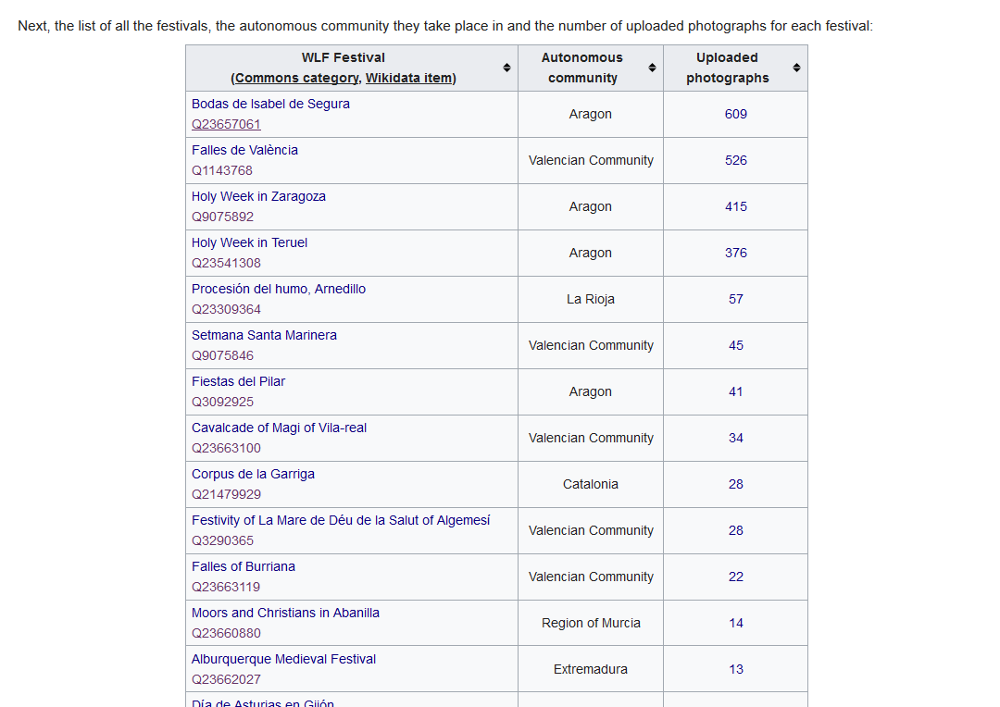 Next, the list of all the festivals, the autonomous community they take place in and the number of uploaded photographs for each festival:
WLF Festival
(Commons category, Wikidata item)
Autonomous
community
Uploaded
photographs
Bodas de Isabel de Segura
Q23657061
Aragon
609
Falles de València
Q1143768
Valencian Community
526
Holy Week in Zaragoza
Q9075892
Aragon
415
Holy Week in Teruel
Q23541308
Aragon
376
Procesión del humo, Arnedillo
Q23309364
La Rioja
57
Setmana Santa Marinera
Q9075846
Valencian Community
45
Fiestas del Pilar
Q3092925
Aragon
41
Cavalcade of Magi of Vila-real
Q23663100
Valencian Community
34
Corpus de la Garriga
Q21479929
Catalonia
28
Festivity of La Mare de Déu de la Salut of Algemesí
Q3290365
Valencian Community
28
Falles of Burriana
Q23663119
Valencian Community
22
Moors and Christians in Abanilla
Q23660880
Region of Murcia
14
Alburquerque Medieval Festival
Q23662027
Extremadura
13
Día de Asturias en Gijón